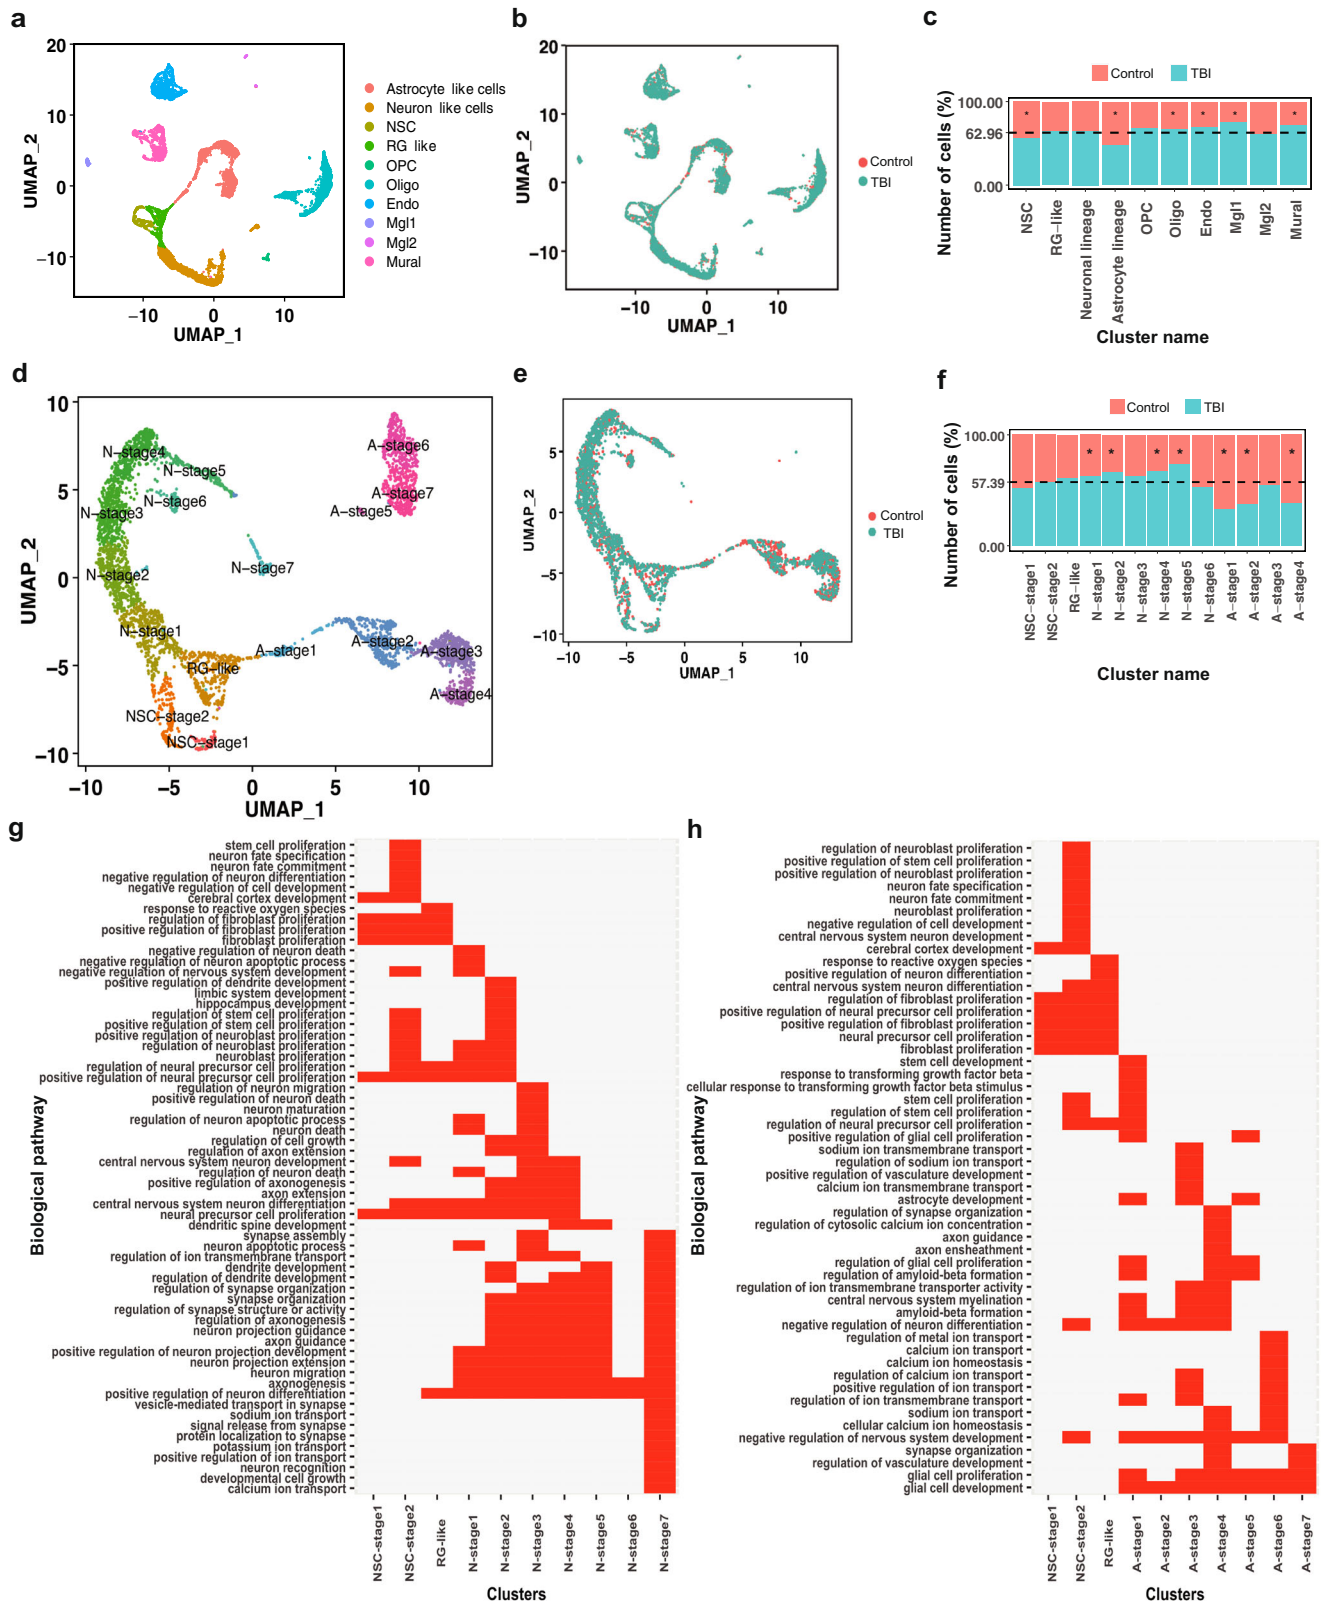 a
20
10
0
−10
−10
0
10
UMAP_1
UMAP_2
Astrocyte like cells
Neuron like cells
NSC
RG like
OPC
Oligo
Endo
Mgl1
Mgl2
Mural
b
20
10
0
−10
−10
0
10
UMAP_1
UMAP_2
Control
TBI
c
Control
TBI
Number of cells (%)
100.00
62.96
0.00
* * * * * *
NSC
RG−like
Neuronal lineage
Astrocyte lineage
OPC
Oligo
Endo
Mgl1
Mgl2
Mural
Cluster name
d
10
5
0
−5
−10
−10
−5
0
5
10
UMAP_1
UMAP_2
N−stage4
N−stage5
N−stage6
N−stage3
N−stage7
N−stage2
N−stage1
RG−like
NSC−stage2
NSC−stage1
A−stage1
A−stage2
A−stage3
A−stage4
A−stage5
A−stage6
A−stage7
e
5
0
−5
−10
−10
−5
0
5
10
UMAP_1
UMAP_2
Control
TBI
f
Control
TBI
Number of cells (%)
100.00
57.39
0.00
* * * * * * *
NSC−stage1
NSC−stage2
RG−like
N−stage1
N−stage2
N−stage3
N−stage4
N−stage5
N−stage6
A−stage1
A−stage2
A−stage3
A−stage4
Cluster name
g
Biological pathway
stem cell proliferation
neuron fate specification
neuron fate commitment
negative regulation of neuron differentiation
negative regulation of cell development
cerebral cortex development
response to reactive oxygen species
regulation of fibroblast proliferation
positive regulation of fibroblast proliferation
fibroblast proliferation
negative regulation of neuron death
negative regulation of neuron apoptotic process
negative regulation of nervous system development
positive regulation of dendrite development
limbic system development
hippocampus development
regulation of stem cell proliferation
positive regulation of stem cell proliferation
positive regulation of neuroblast proliferation
regulation of neuroblast proliferation
neuroblast proliferation
regulation of neural precursor cell proliferation
positive regulation of neural precursor cell proliferation
regulation of neuron migration
positive regulation of neuron death
neuron maturation
regulation of neuron apoptotic process
neuron death
regulation of cell growth
regulation of axon extension
central nervous system neuron development
regulation of neuron death
positive regulation of axonogenesis
axon extension
central nervous system neuron differentiation
neural precursor cell proliferation
dendritic spine development
synapse assembly
neuron apoptotic process
regulation of ion transmembrane transport
dendrite development
regulation of dendrite development
regulation of synapse organization
synapse organization
regulation of synapse structure or activity
regulation of axonogenesis
neuron projection guidance
axon guidance
positive regulation of neuron projection development
neuron projection extension
neuron migration
axonogenesis
positive regulation of neuron differentiation
vesicle-mediated transport in synapse
sodium ion transport
signal release from synapse
protein localization to synapse
potassium ion transport
positive regulation of ion transport
neuron recognition
developmental cell growth
calcium ion transport
NSC-stage1
NSC-stage2
RG-like
N-stage1
N-stage2
N-stage3
N-stage4
N-stage5
N-stage6
N-stage7
Clusters
h
Biological pathway
regulation of neuroblast proliferation
positive regulation of stem cell proliferation
positive regulation of neuroblast proliferation
neuron fate specification
neuron fate commitment
neuroblast proliferation
negative regulation of cell development
central nervous system neuron development
cerebral cortex development
response to reactive oxygen species
positive regulation of neuron differentiation
central nervous system neuron differentiation
regulation of fibroblast proliferation
positive regulation of neural precursor cell proliferation
positive regulation of fibroblast proliferation
neural precursor cell proliferation
fibroblast proliferation
stem cell development
response to transforming growth factor beta
cellular response to transforming growth factor beta stimulus
stem cell proliferation
regulation of stem cell proliferation
regulation of neural precursor cell proliferation
positive regulation of glial cell proliferation
sodium ion transmembrane transport
regulation of sodium ion transport
positive regulation of vasculature development
calcium ion transmembrane transport
astrocyte development
regulation of synapse organization
regulation of cytosolic calcium ion concentration
axon guidance
axon ensheathment
regulation of glial cell proliferation
regulation of amyloid-beta formation
regulation of ion transmembrane transporter activity
central nervous system myelination
amyloid-beta formation
negative regulation of neuron differentiation
regulation of metal ion transport
calcium ion transport
calcium ion homeostasis
regulation of calcium ion transport
positive regulation of ion transport
regulation of ion transmembrane transport
sodium ion transport
cellular calcium ion homeostasis
negative regulation of nervous system development
synapse organization
regulation of vasculature development
glial cell proliferation
glial cell development
NSC-stage1
NSC-stage2
RG-like
A-stage1
A-stage2
A-stage3
A-stage4
A-stage5
A-stage6
A-stage7
Clusters